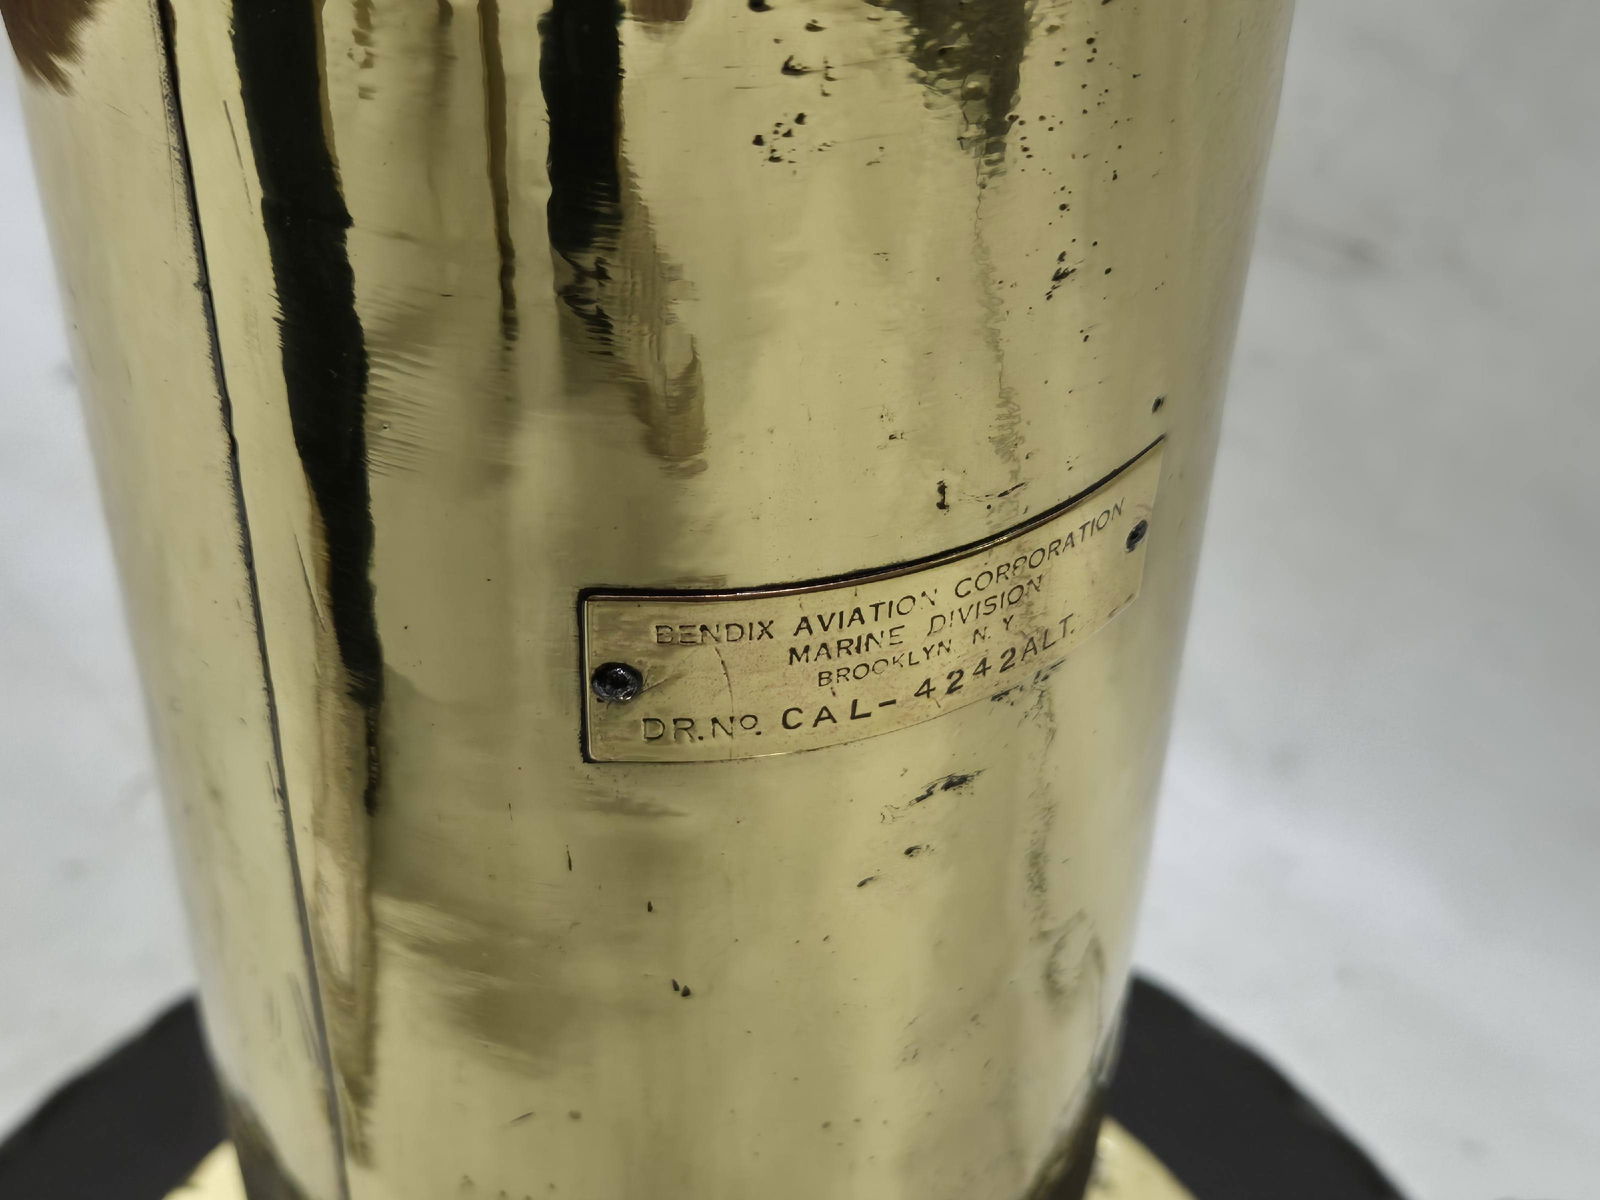 BENDIX AVIATION CORPORATION
MARINE DIVISION
BROOKLYN N.Y.
DR.No. CAL-4242ALT.